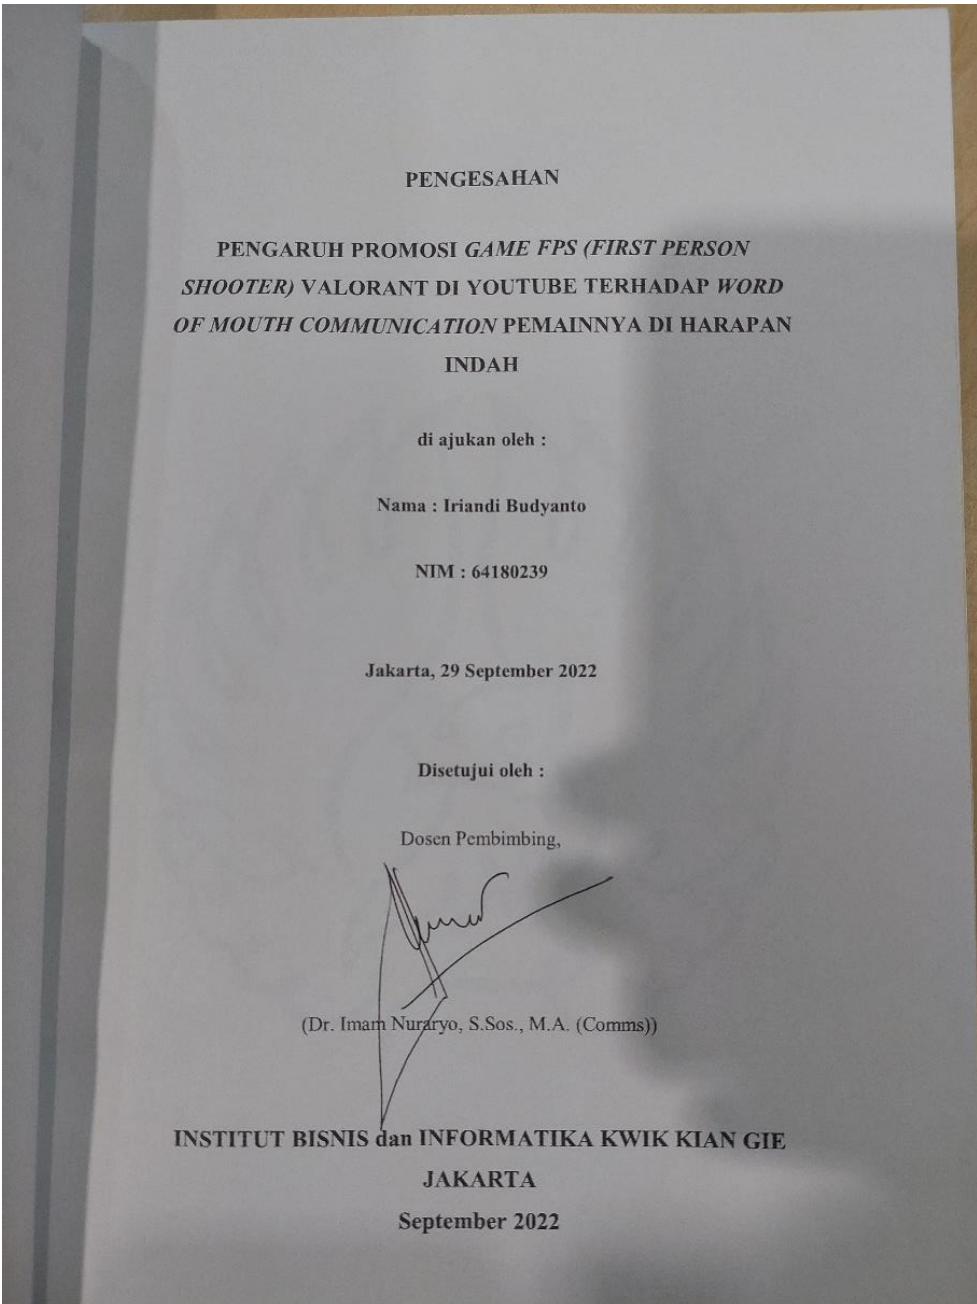 PENGESAHAN
PENGARUH PROMOSI GAME FPS (FIRST PERSON
SHOOTER) VALORANT DI YOUTUBE TERHADAP WORD
OF MOUTH COMMUNICATION PEMAINNYA DI HARAPAN
INDAH
di ajukan oleh :
Nama : Iriandi Budyanto
NIM : 64180239
Jakarta, 29 September 2022
Disetujui oleh :
Dosen Pembimbing,
(Dr. Imam Nuraryo, S.Sos., M.A. (Comms))
INSTITUT BISNIS dan INFORMATIKA KWIK KIAN GIE
JAKARTA
September 2022